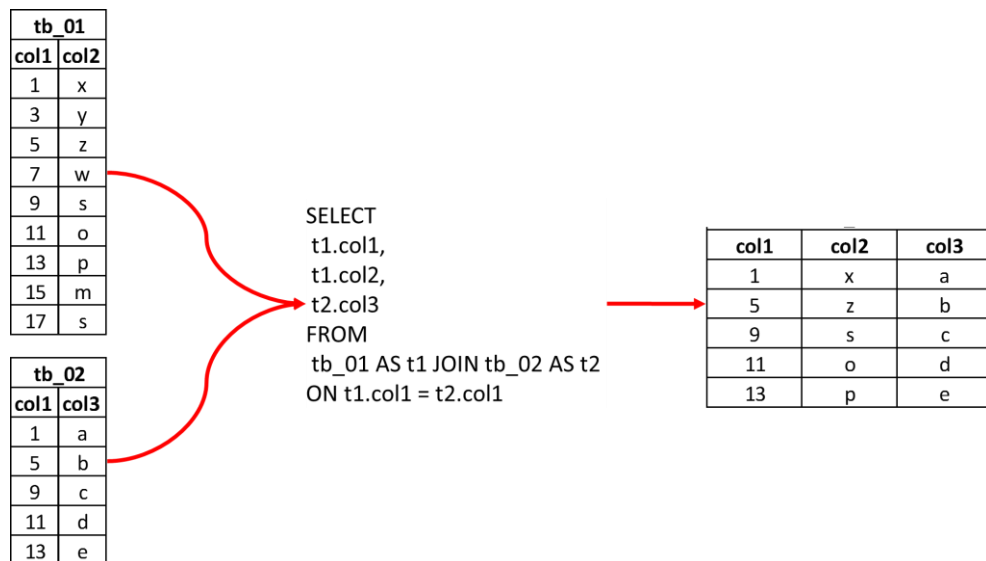 tb_01
col1 col2
1 x
3 y
5 z
7 w
9 s
11 o
13 p
15 m
17 s
tb_02
col1 col3
1 a
5 b
9 c
11 d
13 e
SELECT
t1.col1,
t1.col2,
t2.col3
FROM
tb_01 AS t1 JOIN tb_02 AS t2
ON t1.col1 = t2.col1
col1 col2 col3
1 x a
5 z b
9 s c
11 o d
13 p e